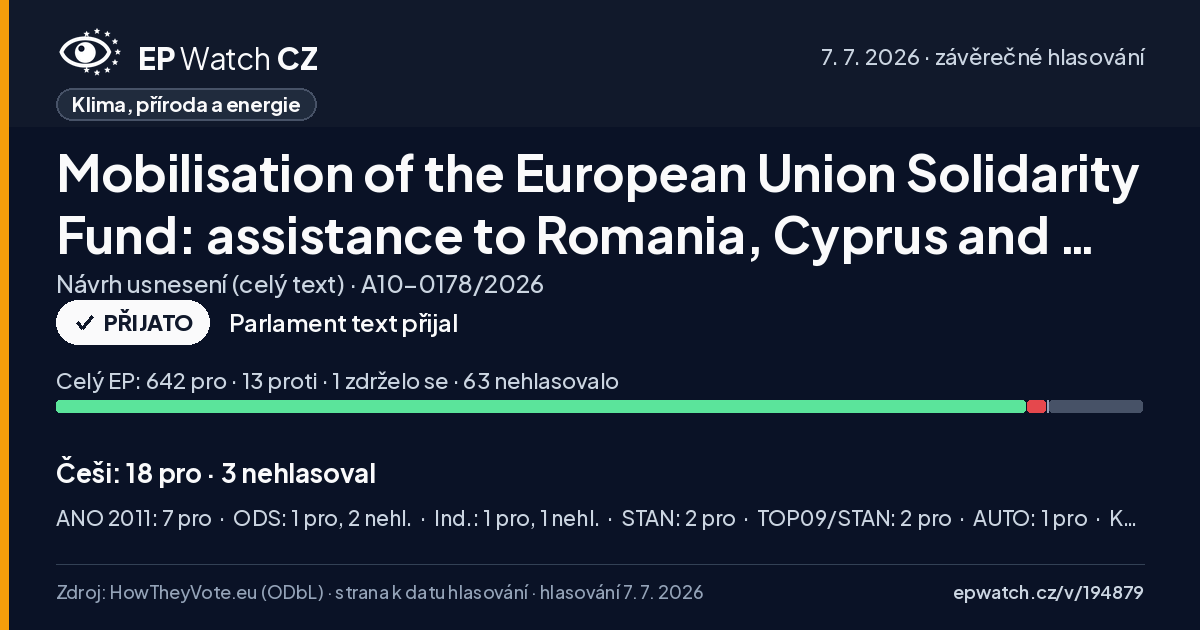 EP Watch CZ
7. 7. 2026 · závěrečné hlasování
Klima, příroda a energie
Mobilisation of the European Union Solidarity
Fund: assistance to Romania, Cyprus and ...
Návrh usnesení (celý text) · A10-0178/2026
✓ PŘIJATO Parlament text přijal
Celý EP: 642 pro · 13 proti · 1 zdrželo se · 63 nehlasovalo
Češi: 18 pro · 3 nehlasoval
ANO 2011: 7 pro · ODS: 1 pro, 2 nehl. · Ind.: 1 pro, 1 nehl. · STAN: 2 pro · TOP09/STAN: 2 pro · AUTO: 1 pro · K...
Zdroj: HowTheyVote.eu (ODbL) · strana k datu hlasování · hlasování 7. 7. 2026
epwatch.cz/v/194879